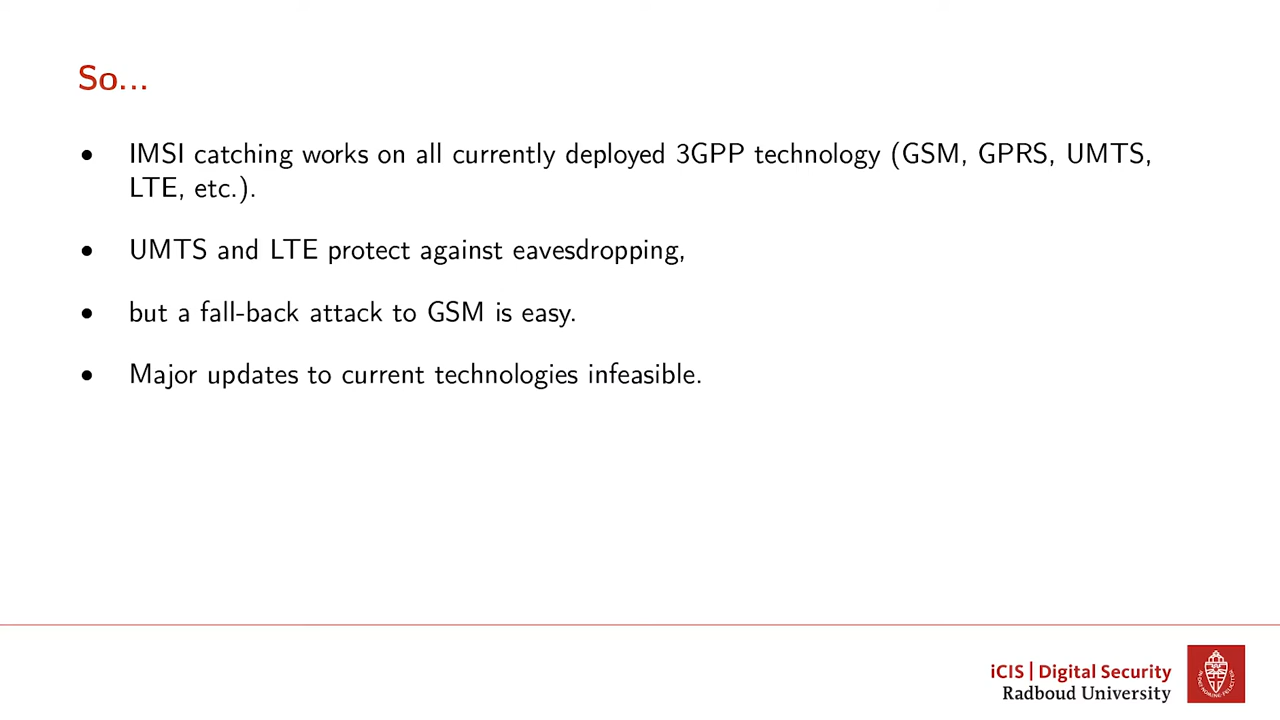 So...
• IMSI catching works on all currently deployed 3GPP technology (GSM, GPRS, UMTS,
LTE, etc.).
• UMTS and LTE protect against eavesdropping,
• but a fall-back attack to GSM is easy.
• Major updates to current technologies infeasible.
iCIS | Digital Security
Radboud University